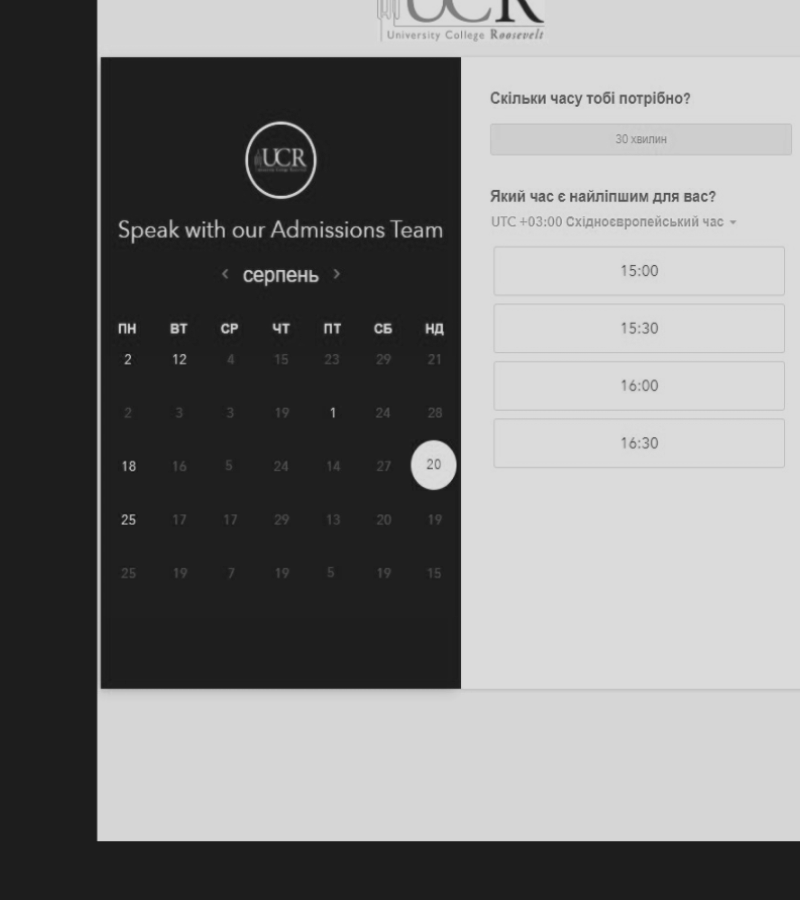 UCR
University College Roosevelt
UCR
Speak with our Admissions Team
‹ серпень ›
ПН ВТ СР ЧТ ПТ СБ НД
2 12 4 15 23 29 21
2 3 3 19 1 24 28
18 16 5 24 14 27 20
25 17 17 29 13 20 19
25 19 7 19 5 19 15
Скільки часу тобі потрібно?
30 хвилин
Який час є найліпшим для вас?
UTC +03:00 Східноєвропейський час
15:00
15:30
16:00
16:30